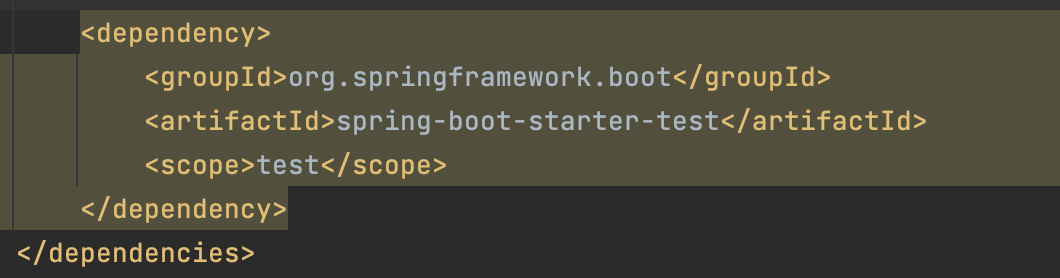 <dependency>
<groupId>org.springframework.boot</groupId>
<artifactId>spring-boot-starter-test</artifactId>
<scope>test</scope>
</dependency>
</dependencies>